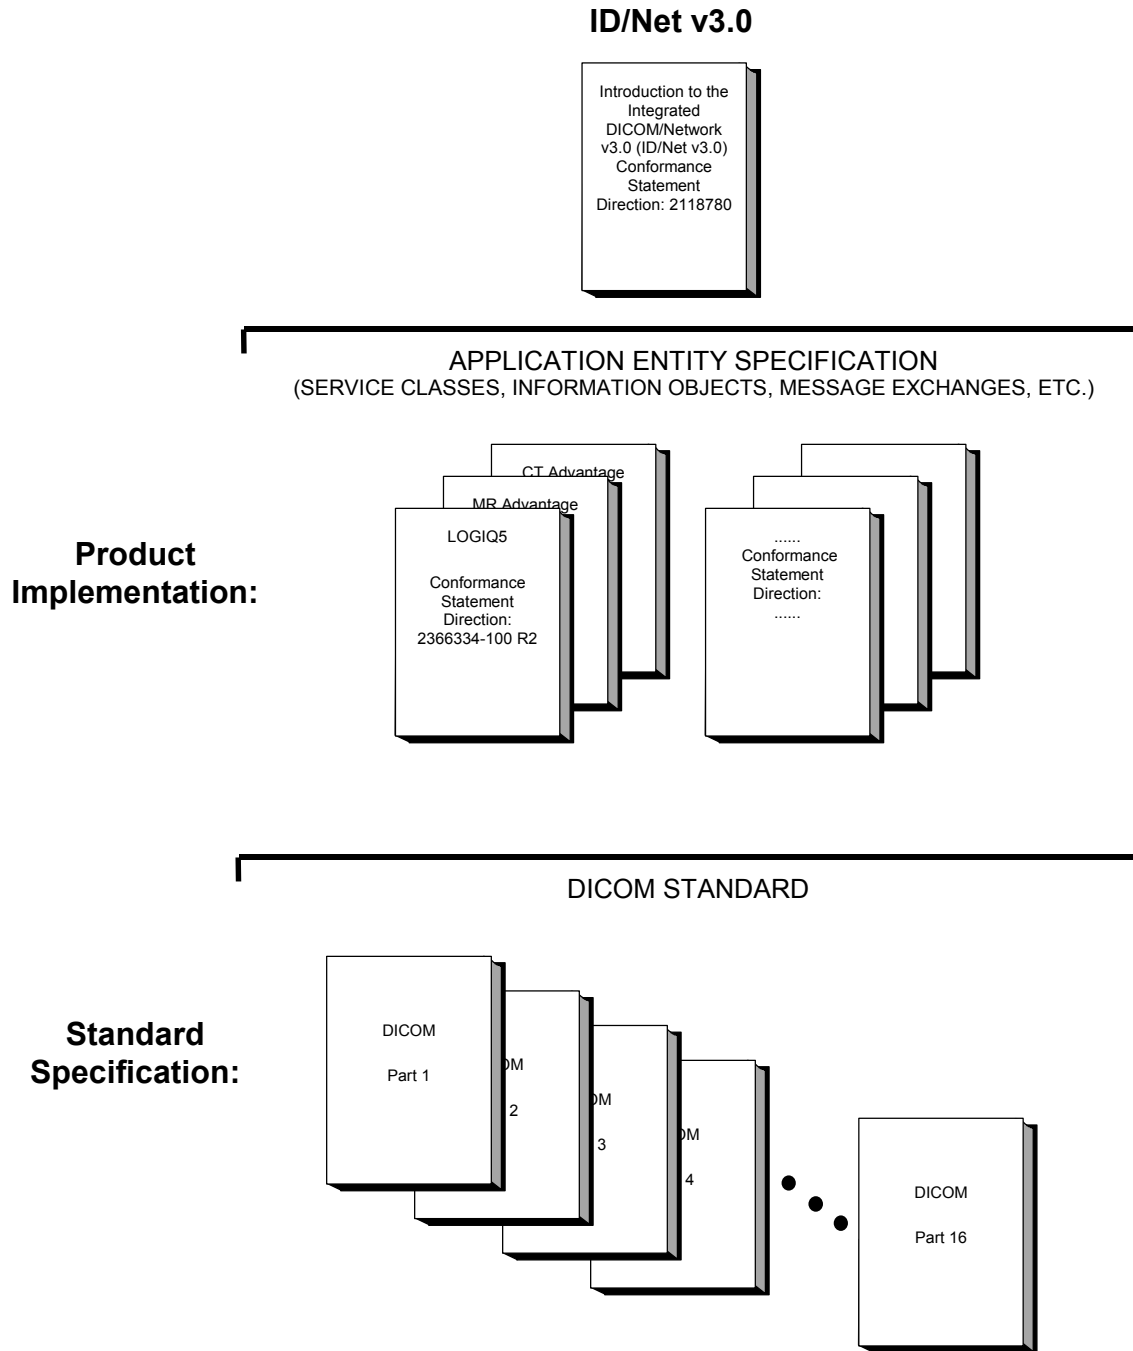 ID/Net v3.0
Introduction to the
Integrated
DICOM/Network
v3.0 (ID/Net v3.0)
Conformance
Statement
Direction: 2118780
APPLICATION ENTITY SPECIFICATION
(SERVICE CLASSES, INFORMATION OBJECTS, MESSAGE EXCHANGES, ETC.)
Product
Implementation:
CT Advantage
MR Advantage
LOGIQ5
Conformance
Statement
Direction:
2366334-100 R2
......
Conformance
Statement
Direction:
......
DICOM STANDARD
Standard
Specification:
DICOM
Part 1
OM
2
OM
3
OM
4
DICOM
Part 16